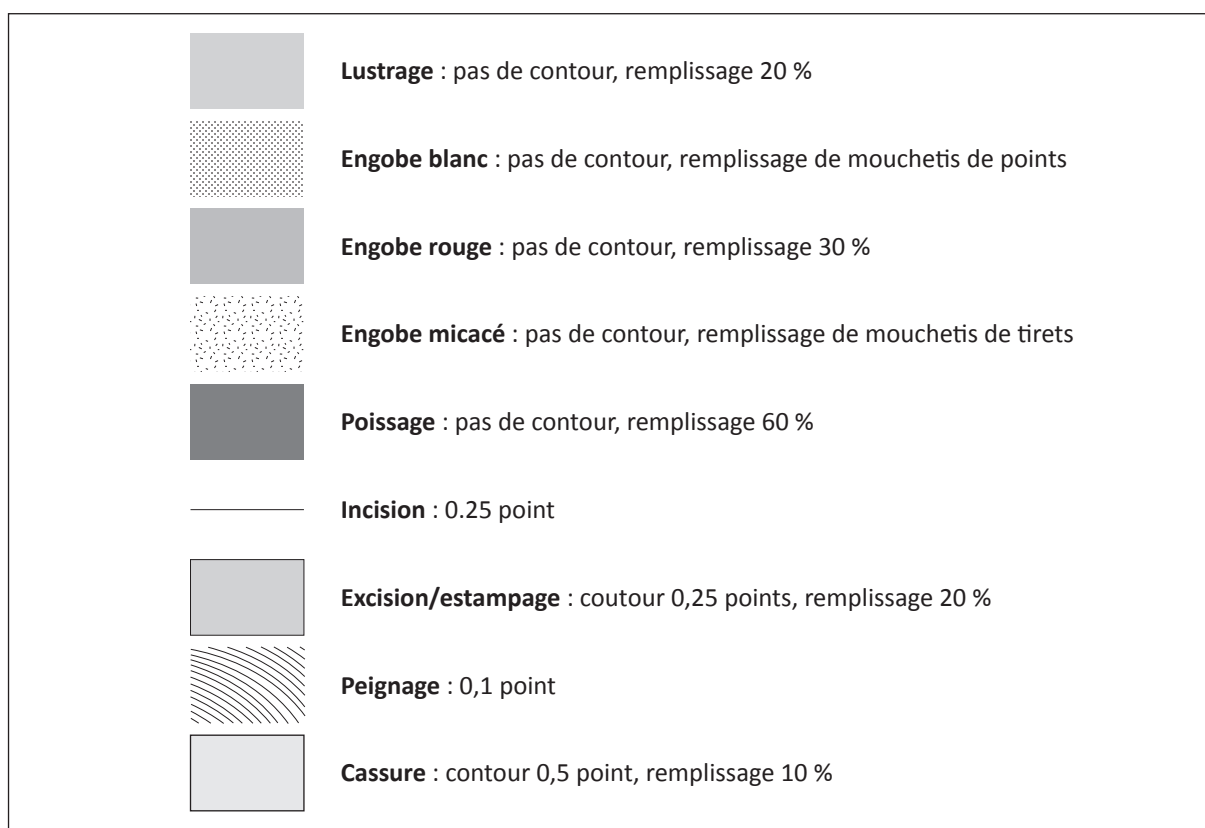 Lustrage : pas de contour, remplissage 20 %
Engobe blanc : pas de contour, remplissage de mouchetis de points
Engobe rouge : pas de contour, remplissage 30 %
Engobe micacé : pas de contour, remplissage de mouchetis de tirets
Poissage : pas de contour, remplissage 60 %
Incision : 0.25 point
Excision/estampage : coutour 0,25 points, remplissage 20 %
Peignage : 0,1 point
Cassure : contour 0,5 point, remplissage 10 %